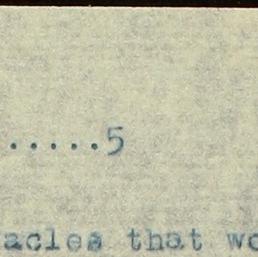 .....5
acles that wo